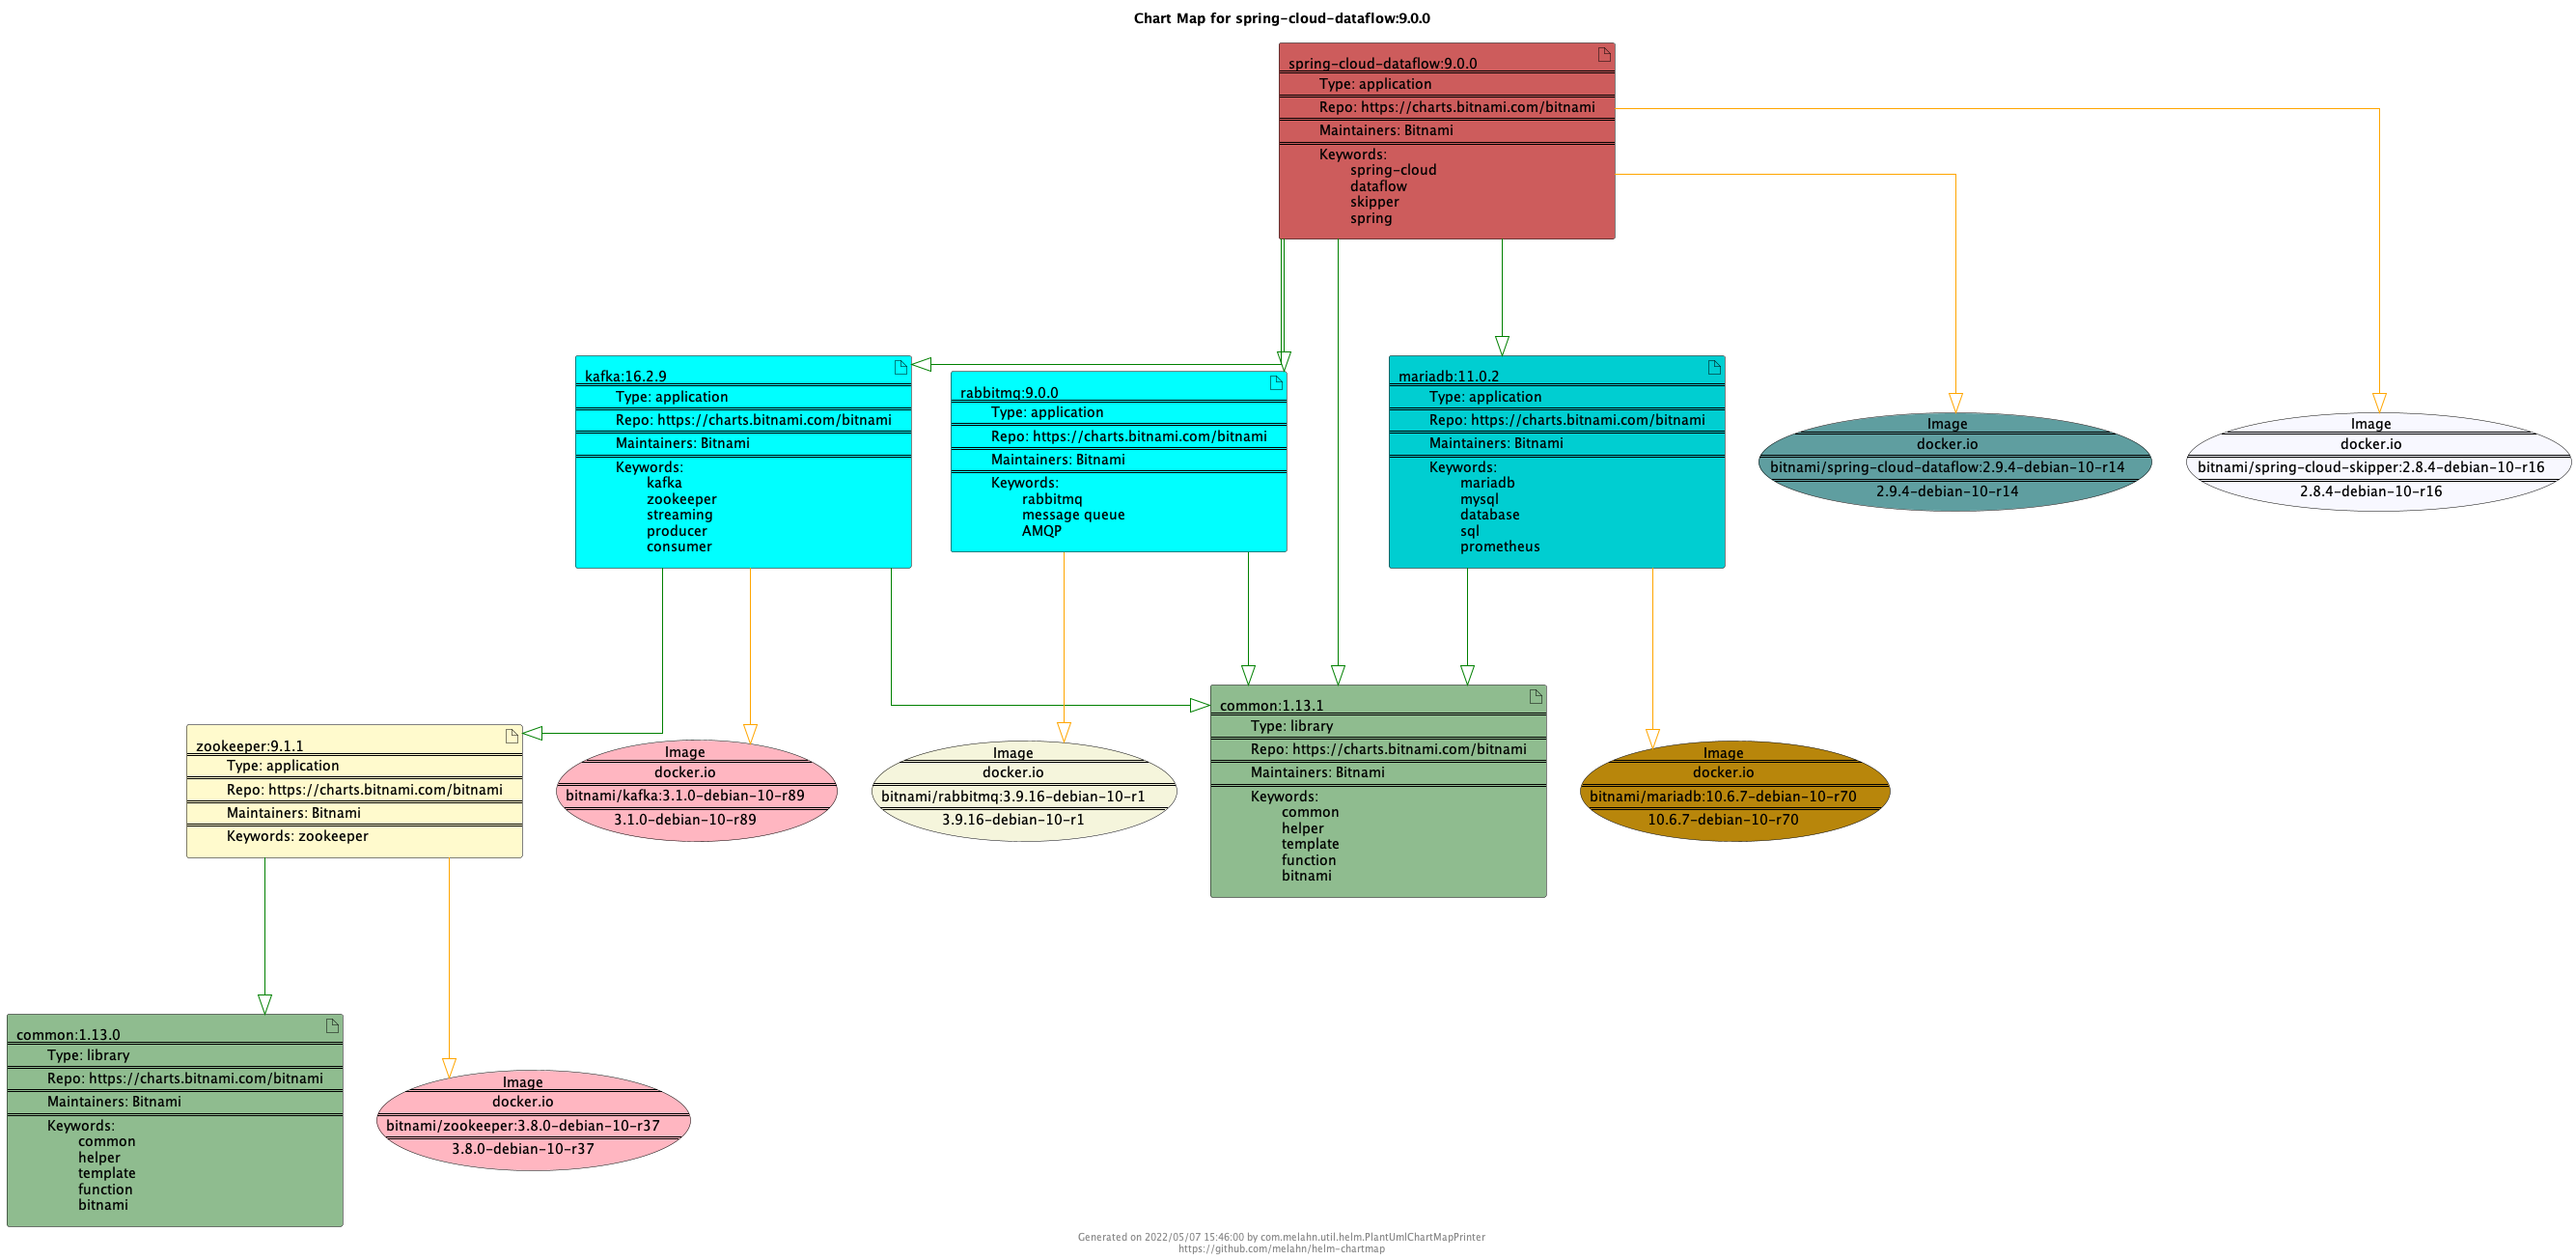 Chart Map for spring-cloud-dataflow:9.0.0
spring-cloud-dataflow:9.0.0
Type: application
Repo: https://charts.bitnami.com/bitnami
Maintainers: Bitnami
Keywords:
spring-cloud
dataflow
skipper
spring
kafka:16.2.9
Type: application
Repo: https://charts.bitnami.com/bitnami
Maintainers: Bitnami
Keywords:
kafka
zookeeper
streaming
producer
consumer
rabbitmq:9.0.0
Type: application
Repo: https://charts.bitnami.com/bitnami
Maintainers: Bitnami
Keywords:
rabbitmq
message queue
AMQP
mariadb:11.0.2
Type: application
Repo: https://charts.bitnami.com/bitnami
Maintainers: Bitnami
Keywords:
mariadb
mysql
database
sql
prometheus
Image
docker.io
bitnami/spring-cloud-dataflow:2.9.4-debian-10-r14
2.9.4-debian-10-r14
Image
docker.io
bitnami/spring-cloud-skipper:2.8.4-debian-10-r16
2.8.4-debian-10-r16
zookeeper:9.1.1
Type: application
Repo: https://charts.bitnami.com/bitnami
Maintainers: Bitnami
Keywords: zookeeper
Image
docker.io
bitnami/kafka:3.1.0-debian-10-r89
3.1.0-debian-10-r89
Image
docker.io
bitnami/rabbitmq:3.9.16-debian-10-r1
3.9.16-debian-10-r1
common:1.13.1
Type: library
Repo: https://charts.bitnami.com/bitnami
Maintainers: Bitnami
Keywords:
common
helper
template
function
bitnami
Image
docker.io
bitnami/mariadb:10.6.7-debian-10-r70
10.6.7-debian-10-r70
common:1.13.0
Type: library
Repo: https://charts.bitnami.com/bitnami
Maintainers: Bitnami
Keywords:
common
helper
template
function
bitnami
Image
docker.io
bitnami/zookeeper:3.8.0-debian-10-r37
3.8.0-debian-10-r37
Generated on 2022/05/07 15:46:00 by com.melahn.util.helm.PlantUmlChartMapPrinter
https://github.com/melahn/helm-chartmap